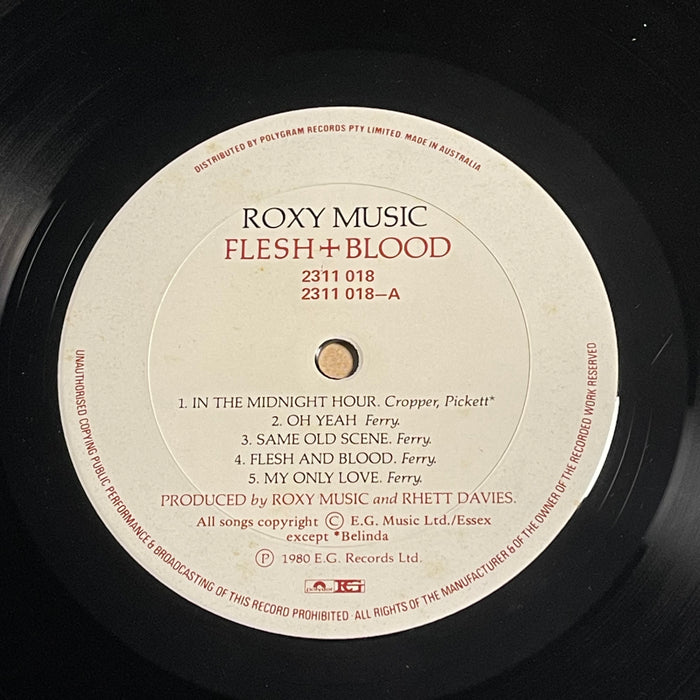 DISTRIBUTED BY POLYGRAM RECORDS PTY LIMITED MADE IN AUSTRALIA
ROXY MUSIC
FLESH+BLOOD
2311 018
2311 018–A
1. IN THE MIDNIGHT HOUR. Cropper, Pickett*
2. OH YEAH Ferry.
3. SAME OLD SCENE. Ferry.
4. FLESH AND BLOOD. Ferry.
5. MY ONLY LOVE. Ferry.
PRODUCED by ROXY MUSIC and RHETT DAVIES.
All songs copyright Ⓒ E.G. Music Ltd./Essex
except *Belinda
Ⓟ 1980 E.G. Records Ltd.
polydor EG
UNAUTHORISED COPYING PUBLIC PERFORMANCE & BROADCASTING OF THIS RECORD PROHIBITED ALL RIGHTS OF THE MANUFACTURER & OF THE OWNER OF THE RECORDED WORK RESERVED